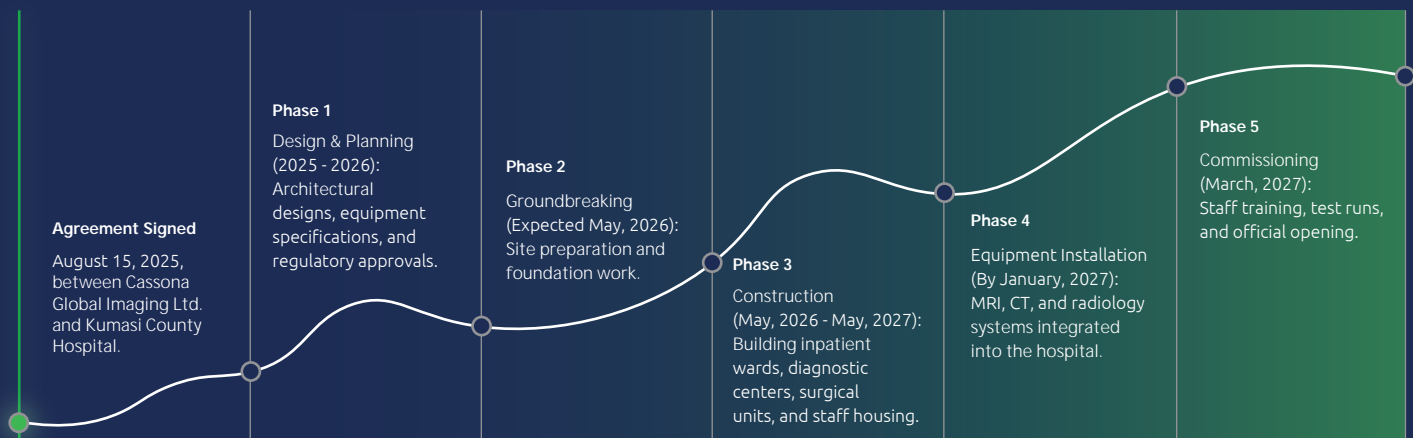 Agreement Signed
August 15, 2025,
between Cassona
Global Imaging Ltd.
and Kumasi County
Hospital.
Phase 1
Design & Planning
(2025 - 2026):
Architectural
designs, equipment
specifications, and
regulatory approvals.
Phase 2
Groundbreaking
(Expected May, 2026):
Site preparation and
foundation work.
Phase 3
Construction
(May, 2026 - May, 2027):
Building inpatient
wards, diagnostic
centers, surgical
units, and staff housing.
Phase 4
Equipment Installation
(By January, 2027):
MRI, CT, and radiology
systems integrated
into the hospital.
Phase 5
Commissioning
(March, 2027):
Staff training, test runs,
and official opening.